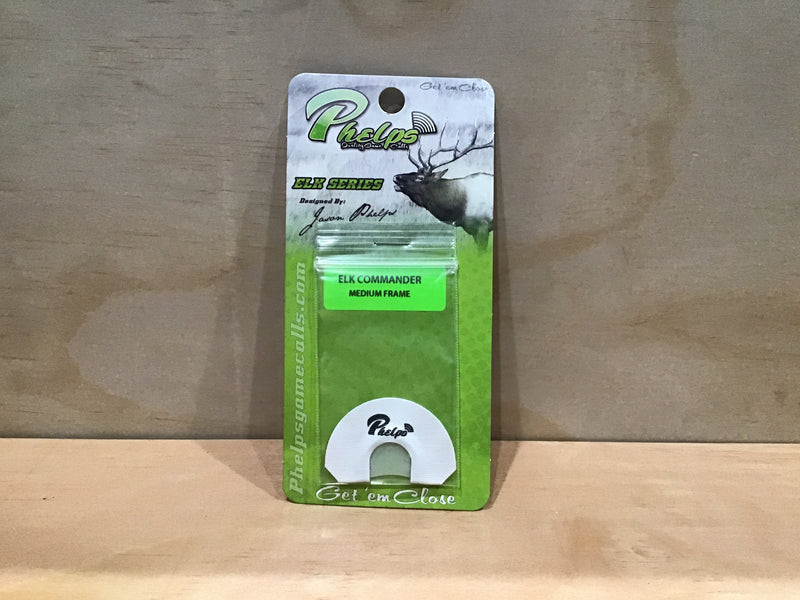 Get 'em Close
Phelps
Quality Game Calls
ELK SERIES
Designed By:
Jason Phelps
ELK COMMANDER
MEDIUM FRAME
Phelpsgamecalls.com
Phelps
Get 'em Close